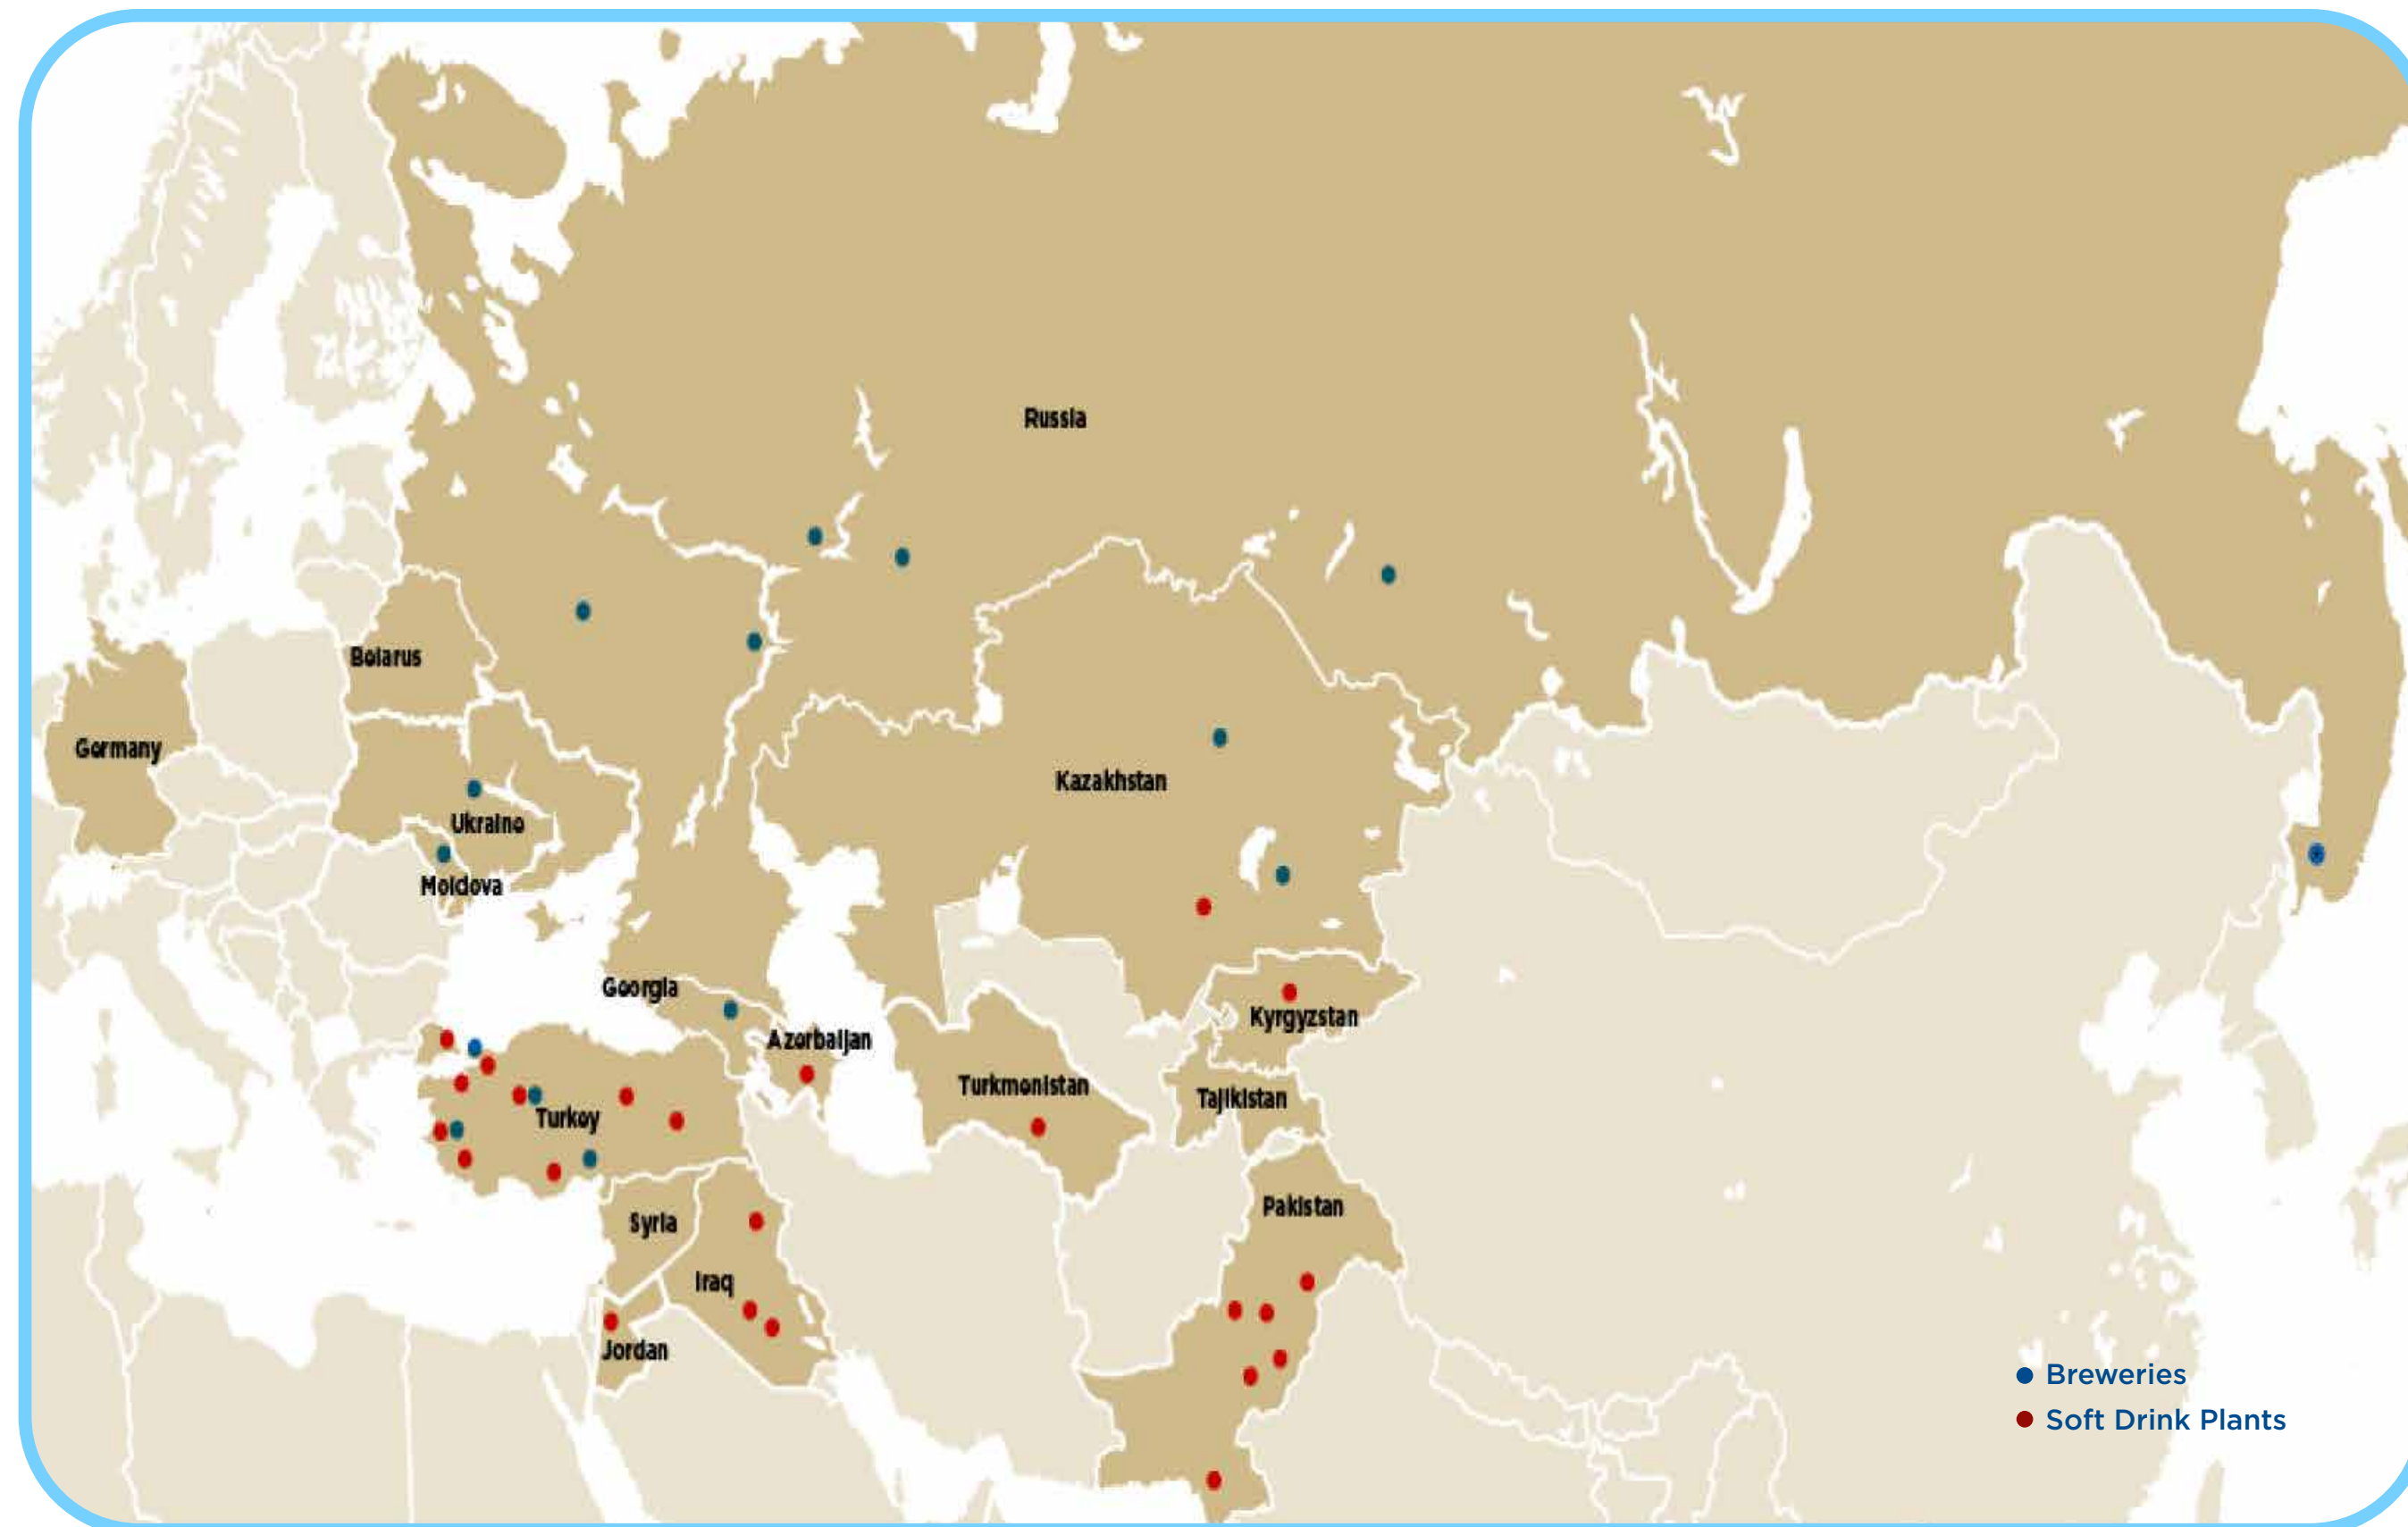 Russia
Belarus
Germany
Kazakhstan
Ukraine
Moldova
Georgia
Kyrgyzstan
Azerbaijan
Turkmenistan
Tajikistan
Turkey
Pakistan
Syria
Iraq
Jordan
Breweries
Soft Drink Plants